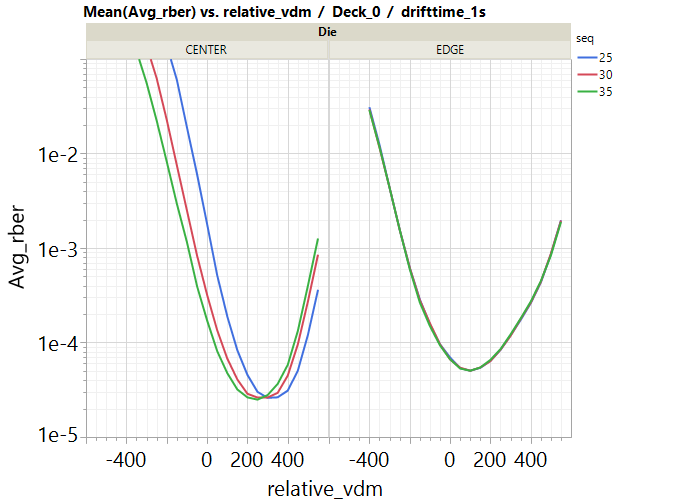 Mean(Avg_rber) vs. relative_vdm / Deck_0 / drifttime_1s
Die
CENTER EDGE
seq
25
30
35
1e-2
1e-3
1e-4
1e-5
Avg_rber
-400 0 200 400 -400 0 200 400
relative_vdm